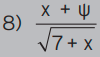 8) x + ψ
√7 + x